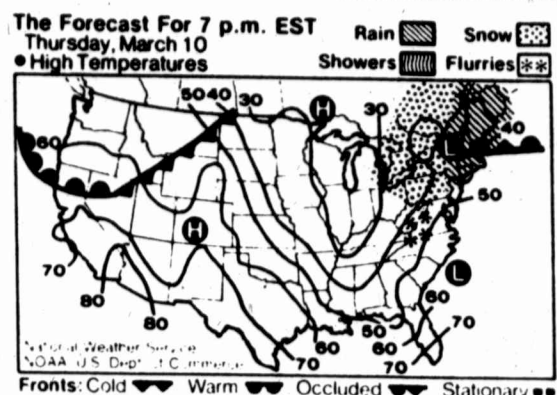 The Forecast For 7 p.m. EST
Thursday, March 10
● High Temperatures
Rain Snow
Showers Flurries
50 40 30 H 30
60 L 40
50
H
70 L
80 60
80 50 70
60
70 60 70
National Weather Service
NOAA U.S. Dept. of Commerce
Fronts: Cold Warm Occluded Stationary